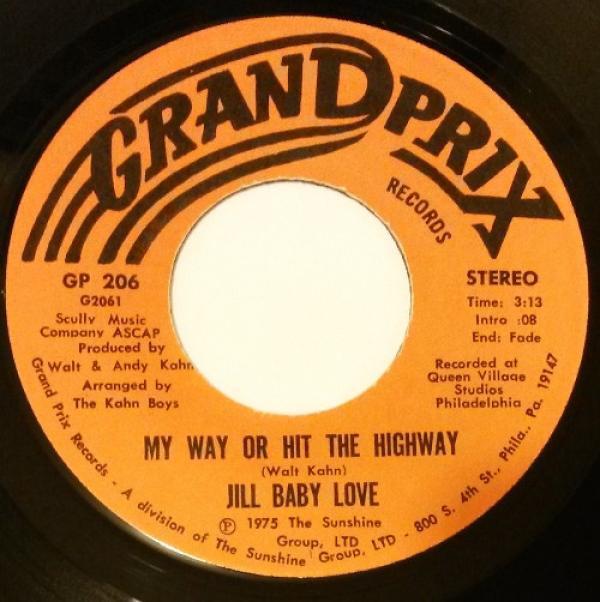 GRAND PRIX
RECORDS
GP 206
G2061
Scully Music
Company ASCAP
Produced by
Walt & Andy Kahn
Arranged by
The Kahn Boys
STEREO
Time: 3:13
Intro :08
End: Fade
Recorded at
Queen Village
Studios
Philadelphia
MY WAY OR HIT THE HIGHWAY
(Walt Kahn)
JILL BABY LOVE
℗ 1975 The Sunshine
Group, LTD
Grand Prix Records - A division of The Sunshine Group, LTD - 800 S. 4th St., Phila., Pa. 19147